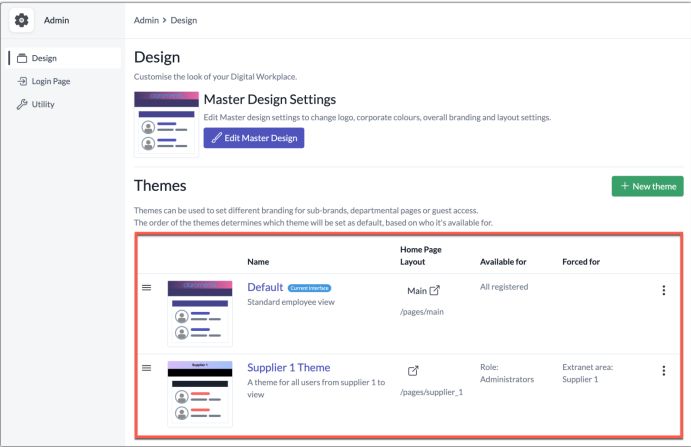 Admin
Admin > Design
Design
Login Page
Utility
Design
Customise the look of your Digital Workplace.
Master Design Settings
Edit Master design settings to change logo, corporate colours, overall branding and layout settings.
Edit Master Design
Themes
+ New theme
Themes can be used to set different branding for sub-brands, departmental pages or guest access.
The order of the themes determines which theme will be set as default, based on who it's available for.
Name
Home Page
Layout
Available for
Forced for
Default Current Interface
Standard employee view
Main
/pages/main
All registered
Supplier 1
Supplier 1 Theme
A theme for all users from supplier 1 to
view
/pages/supplier_1
Role:
Administrators
Extranet area:
Supplier 1